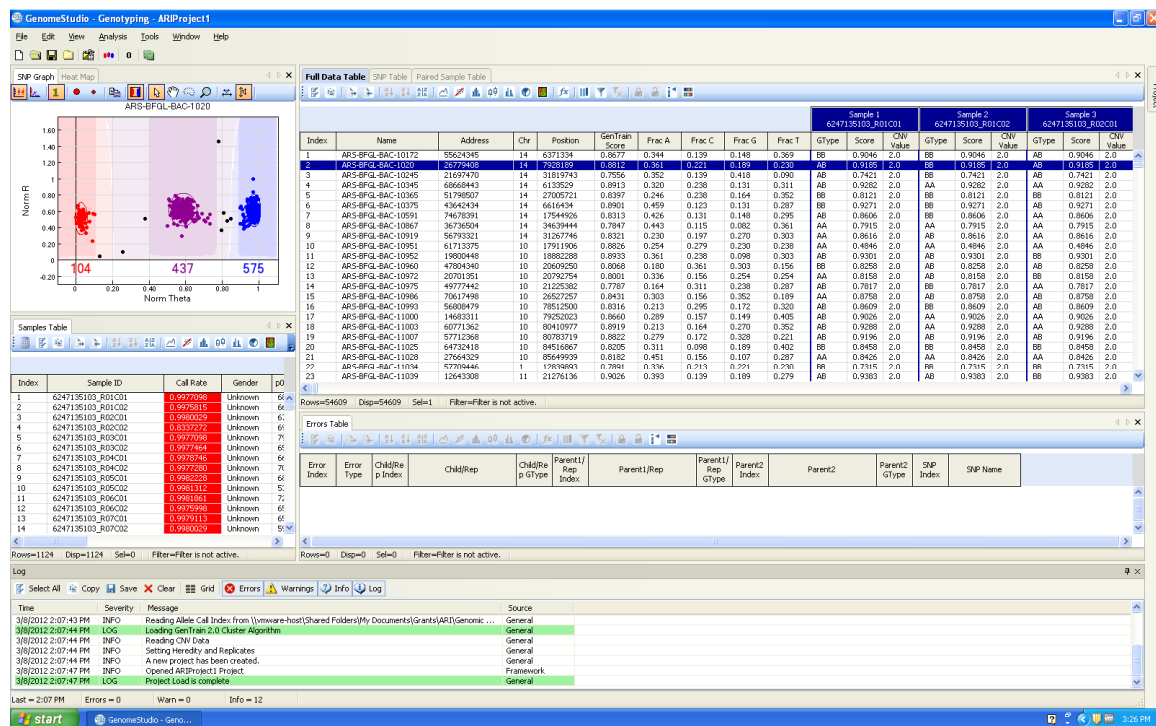 GenomeStudio - Genotyping - ARIProject1
File Edit View Analysis Tools Window Help
SNP Graph Heat Map
ARS-BFGL-BAC-1020
Norm R
1.60
1.40
1.20
1
0.80
0.60
0.40
0.20
0
-0.20
104 437 575
0 0.20 0.40 0.60 0.80 1
Norm Theta
Samples Table
Index Sample ID Call Rate Gender
1 6247135103_R01C01 0.9977098 Unknown
2 6247135103_R01C02 0.9975815 Unknown
3 6247135103_R02C01 0.9980029 Unknown
4 6247135103_R02C02 0.8337272 Unknown
5 6247135103_R03C01 0.9977098 Unknown
6 6247135103_R03C02 0.9977464 Unknown
7 6247135103_R04C01 0.9978746 Unknown
8 6247135103_R04C02 0.9977280 Unknown
9 6247135103_R05C01 0.9982228 Unknown
10 6247135103_R05C02 0.9981312 Unknown
11 6247135103_R06C01 0.9981861 Unknown
12 6247135103_R06C02 0.9975998 Unknown
13 6247135103_R07C01 0.9979113 Unknown
14 6247135103_R07C02 0.9980029 Unknown
Rows=1124 Disp=1124 Sel=0 Filter=Filter is not active.
Full Data Table SNP Table Paired Sample Table
Sample 1 Sample 2 Sample 3
6247135103_R01C01 6247135103_R01C02 6247135103_R02C01
Index Name Address Chr Position GenTrain Score Frac A Frac C Frac G Frac T GType Score CNV Value GType Score CNV Value GType Score CNV Value
1 ARS-BFGL-BAC-10172 55624345 14 6371334 0.8677 0.344 0.139 0.148 0.369 BB 0.9046 2.0 BB 0.9046 2.0 AB 0.9046 2.0
2 ARS-BFGL-BAC-1020 26779408 14 7928189 0.8812 0.361 0.221 0.189 0.230 AB 0.9185 2.0 BB 0.9185 2.0 AB 0.9185 2.0
3 ARS-BFGL-BAC-10245 21697470 14 31819743 0.7556 0.352 0.139 0.418 0.090 AB 0.7421 2.0 BB 0.7421 2.0 AB 0.7421 2.0
4 ARS-BFGL-BAC-10345 68668443 14 6133529 0.8913 0.320 0.238 0.131 0.311 AB 0.9282 2.0 AA 0.9282 2.0 AB 0.9282 2.0
5 ARS-BFGL-BAC-10365 51798507 14 27005721 0.8397 0.246 0.238 0.164 0.352 BB 0.8121 2.0 BB 0.8121 2.0 BB 0.8121 2.0
6 ARS-BFGL-BAC-10375 43642434 14 6616434 0.8901 0.459 0.123 0.131 0.287 BB 0.9271 2.0 BB 0.9271 2.0 AB 0.9271 2.0
7 ARS-BFGL-BAC-10591 74678391 14 17544926 0.8313 0.426 0.131 0.148 0.295 AB 0.8606 2.0 BB 0.8606 2.0 AA 0.8606 2.0
8 ARS-BFGL-BAC-10867 36736504 14 34639444 0.7847 0.443 0.115 0.082 0.361 AA 0.7915 2.0 BB 0.7915 2.0 AA 0.7915 2.0
9 ARS-BFGL-BAC-10919 56793321 14 31267746 0.8321 0.230 0.197 0.270 0.303 AA 0.8616 2.0 AB 0.8616 2.0 AA 0.8616 2.0
10 ARS-BFGL-BAC-10951 61713375 10 17911906 0.8826 0.254 0.279 0.230 0.238 AA 0.4846 2.0 AB 0.4846 2.0 AA 0.4846 2.0
11 ARS-BFGL-BAC-10952 19800448 10 18882288 0.8933 0.361 0.238 0.098 0.303 AB 0.9301 2.0 AB 0.9301 2.0 BB 0.9301 2.0
12 ARS-BFGL-BAC-10960 47804340 10 20609250 0.8068 0.180 0.361 0.303 0.156 BB 0.8258 2.0 AB 0.8258 2.0 AB 0.8258 2.0
13 ARS-BFGL-BAC-10972 20701351 10 20792754 0.8001 0.336 0.156 0.254 0.254 AA 0.8158 2.0 AB 0.8158 2.0 BB 0.8158 2.0
14 ARS-BFGL-BAC-10975 49777442 10 21225382 0.7787 0.164 0.311 0.238 0.287 AB 0.7817 2.0 BB 0.7817 2.0 AA 0.7817 2.0
15 ARS-BFGL-BAC-10986 70617498 10 26527257 0.8431 0.303 0.156 0.352 0.189 AA 0.8758 2.0 BB 0.8758 2.0 AA 0.8758 2.0
16 ARS-BFGL-BAC-10993 56808479 10 78512500 0.8316 0.213 0.295 0.172 0.320 AB 0.8609 2.0 BB 0.8609 2.0 AB 0.8609 2.0
17 ARS-BFGL-BAC-11000 14683311 10 79252023 0.8660 0.289 0.157 0.149 0.405 AB 0.9026 2.0 AA 0.9026 2.0 AB 0.9026 2.0
18 ARS-BFGL-BAC-11003 60771362 10 80410977 0.8919 0.213 0.164 0.270 0.352 AB 0.9288 2.0 AA 0.9288 2.0 AA 0.9288 2.0
19 ARS-BFGL-BAC-11007 57712368 10 80783719 0.8822 0.279 0.172 0.328 0.221 AB 0.9196 2.0 AB 0.9196 2.0 AB 0.9196 2.0
20 ARS-BFGL-BAC-11025 64732418 10 84516867 0.8205 0.311 0.098 0.189 0.402 BB 0.8458 2.0 AB 0.8458 2.0 BB 0.8458 2.0
21 ARS-BFGL-BAC-11028 27664329 10 85649939 0.8182 0.451 0.156 0.107 0.287 AA 0.8426 2.0 AA 0.8426 2.0 AA 0.8426 2.0
22 ARS-BFGL-BAC-11034 57709446 1 12839893 0.7891 0.336 0.213 0.221 0.230 BB 0.7315 2.0 AB 0.7315 2.0 BB 0.7315 2.0
23 ARS-BFGL-BAC-11039 12643308 11 21276136 0.9026 0.393 0.139 0.189 0.279 AB 0.9383 2.0 AB 0.9383 2.0 BB 0.9383 2.0
Rows=54609 Disp=54609 Sel=1 Filter=Filter is not active.
Errors Table
Error Index Error Type Child/Rep Index Child/Rep Child/Rep GType Parent1/Rep Index Parent1/Rep Parent1/Rep GType Parent2 Index Parent2 Parent2 GType SNP Index SNP Name
Rows=0 Disp=0 Sel=0 Filter=Filter is not active.
Log
Select All Copy Save Clear Grid Errors Warnings Info Log
Time Severity Message Source
3/8/2012 2:07:43 PM INFO Reading Allele Call Index from \\vmware-host\Shared Folders\My Documents\Grants\ARI\Genomic ... General
3/8/2012 2:07:44 PM LOG Loading GenTrain 2.0 Cluster Algorithm General
3/8/2012 2:07:44 PM INFO Reading CNV Data General
3/8/2012 2:07:44 PM INFO Setting Heredity and Replicates General
3/8/2012 2:07:44 PM INFO A new project has been created. General
3/8/2012 2:07:47 PM INFO Opened ARIProject1 Project Framework
3/8/2012 2:07:47 PM LOG Project Load is complete General
Last = 2:07 PM Errors = 0 Warn = 0 Info = 12
start GenomeStudio - Geno... 3:26 PM